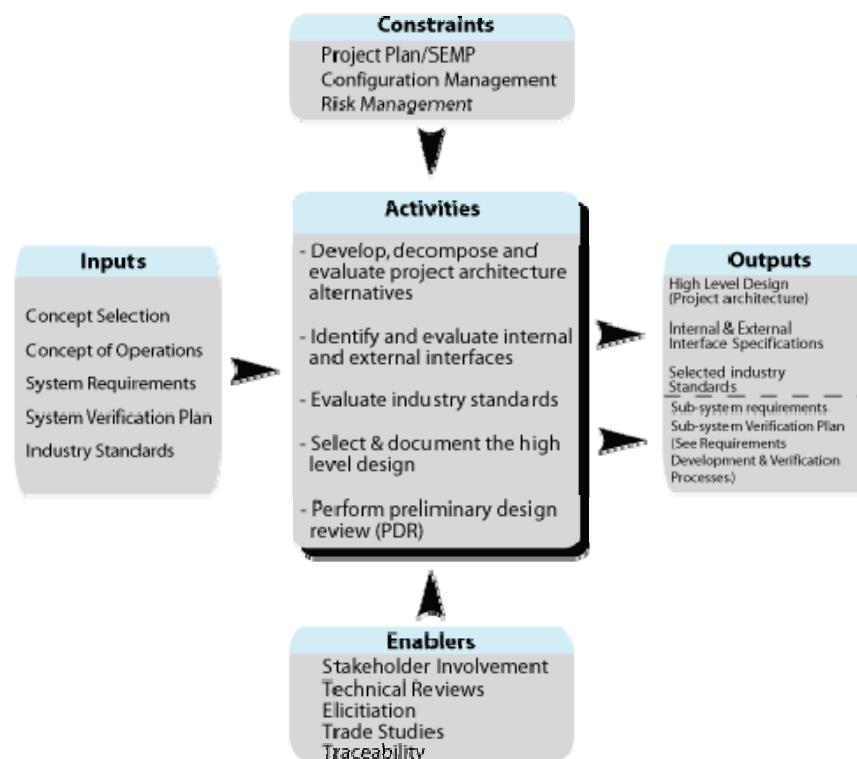 Constraints
Project Plan/SEMP
Configuration Management
Risk Management
Inputs
Concept Selection
Concept of Operations
System Requirements
System Verification Plan
Industry Standards
Activities
- Develop, decompose and
evaluate project architecture
alternatives
- Identify and evaluate internal
and external interfaces
- Evaluate industry standards
- Select & document the high
level design
- Perform preliminary design
review (PDR)
Outputs
High Level Design
(Project architecture)
Internal & External
Interface Specifications
Selected industry
Standards
Sub-system requirements
Sub-system Verification Plan
(See Requirements
Development & Verification
Processes.)
Enablers
Stakeholder Involvement
Technical Reviews
Elicitiation
Trade Studies
Traceability